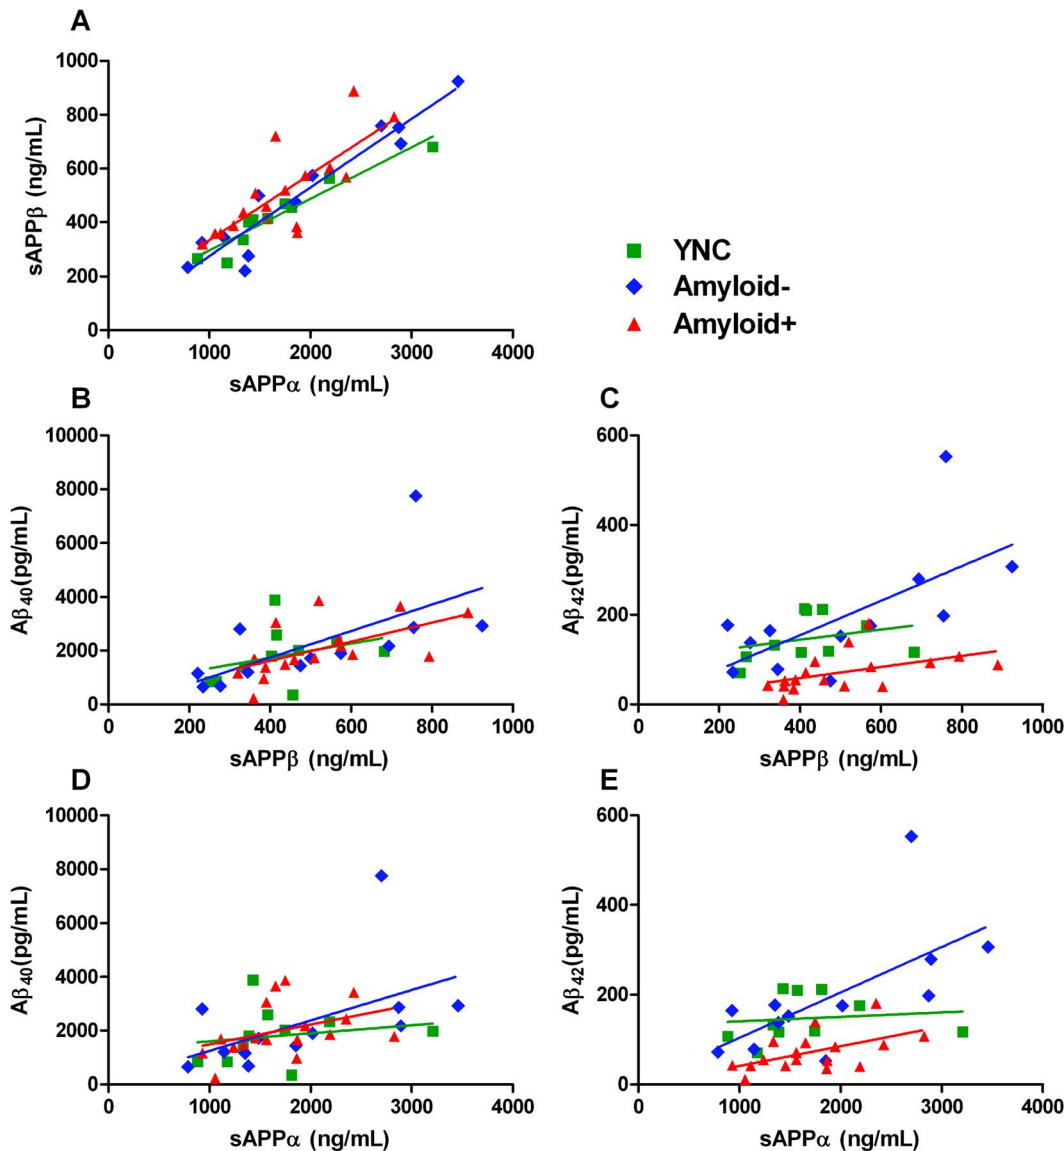 A
1000
800
600
400
200
0
sAPPβ (ng/mL)
0 1000 2000 3000 4000
sAPPα (ng/mL)
YNC
Amyloid-
Amyloid+
B
10000
8000
6000
4000
2000
0
Aβ40(pg/mL)
0 200 400 600 800 1000
sAPPβ (ng/mL)
C
600
400
200
0
Aβ42(pg/mL)
200 400 600 800 1000
sAPPβ (ng/mL)
D
10000
8000
6000
4000
2000
0
Aβ40(pg/mL)
0 1000 2000 3000 4000
sAPPα (ng/mL)
E
600
400
200
0
Aβ42(pg/mL)
0 1000 2000 3000 4000
sAPPα (ng/mL)